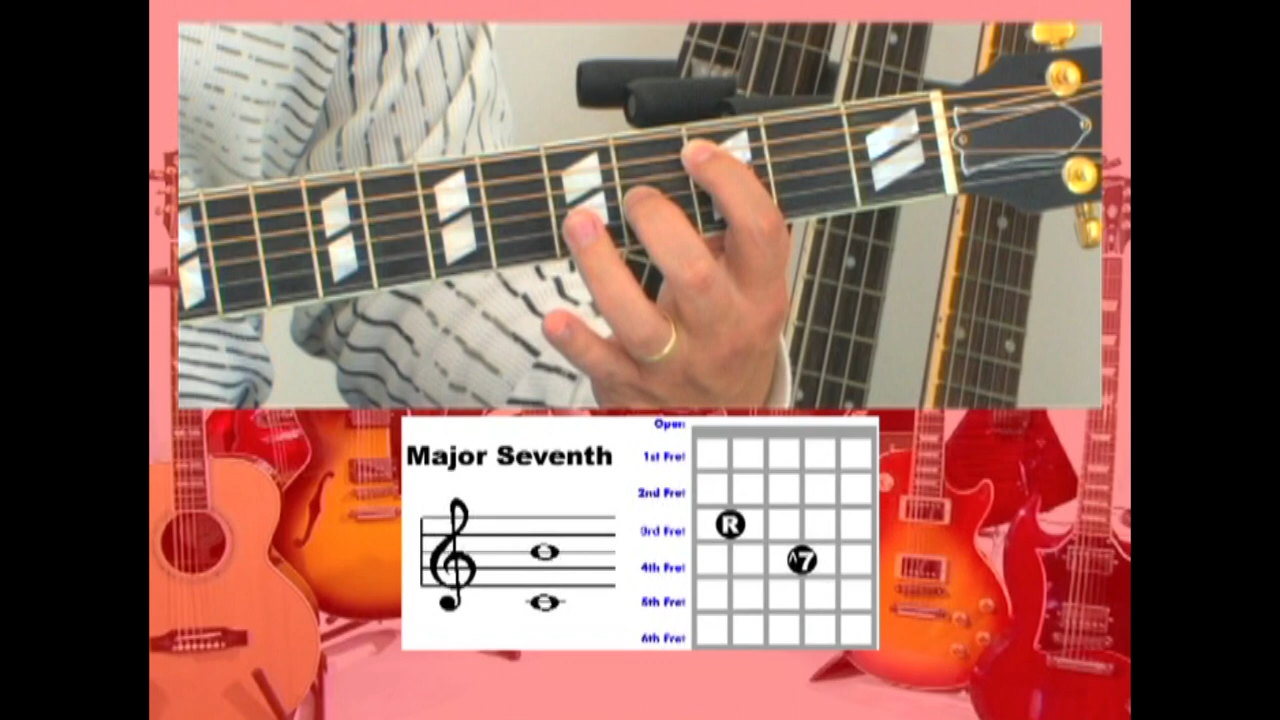 Open
Major Seventh
1st Fret
2nd Fret
R
3rd Fret
^7
4th Fret
5th Fret
6th Fret